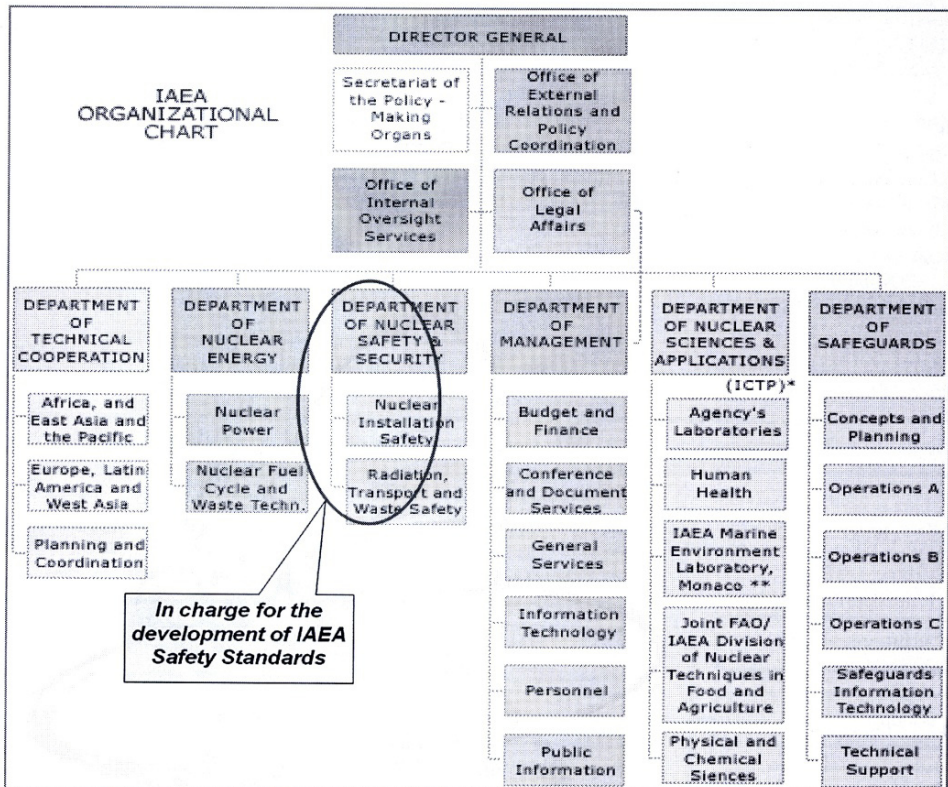 DIRECTOR GENERAL
IAEA
ORGANIZATIONAL
CHART
Secretariat of
the Policy -
Making
Organs
Office of
External
Relations and
Policy
Coordination
Office of
Internal
Oversight
Services
Office of
Legal
Affairs
DEPARTMENT
OF
TECHNICAL
COOPERATION
Africa, and
East Asia and
the Pacific
Europe, Latin
America and
West Asia
Planning and
Coordination
DEPARTMENT
OF
NUCLEAR
ENERGY
Nuclear
Power
Nuclear Fuel
Cycle and
Waste Techn.
DEPARTMENT
OF NUCLEAR
SAFETY &
SECURITY
Nuclear
Installation
Safety
Radiation,
Transport and
Waste Safety
In charge for the
development of IAEA
Safety Standards
DEPARTMENT
OF
MANAGEMENT
Budget and
Finance
Conference
and Document
Services
General
Services
Information
Technology
Personnel
Public
Information
DEPARTMENT
OF NUCLEAR
SCIENCES &
APPLICATIONS
(ICTP)*
Agency's
Laboratories
Human
Health
IAEA Marine
Environment
Laboratory,
Monaco **
Joint FAO/
IAEA Division
of Nuclear
Techniques in
Food and
Agriculture
Physical and
Chemical
Siences
DEPARTMENT
OF
SAFEGUARDS
Concepts and
Planning
Operations A
Operations B
Operations C
Safeguards
Information
Technology
Technical
Support